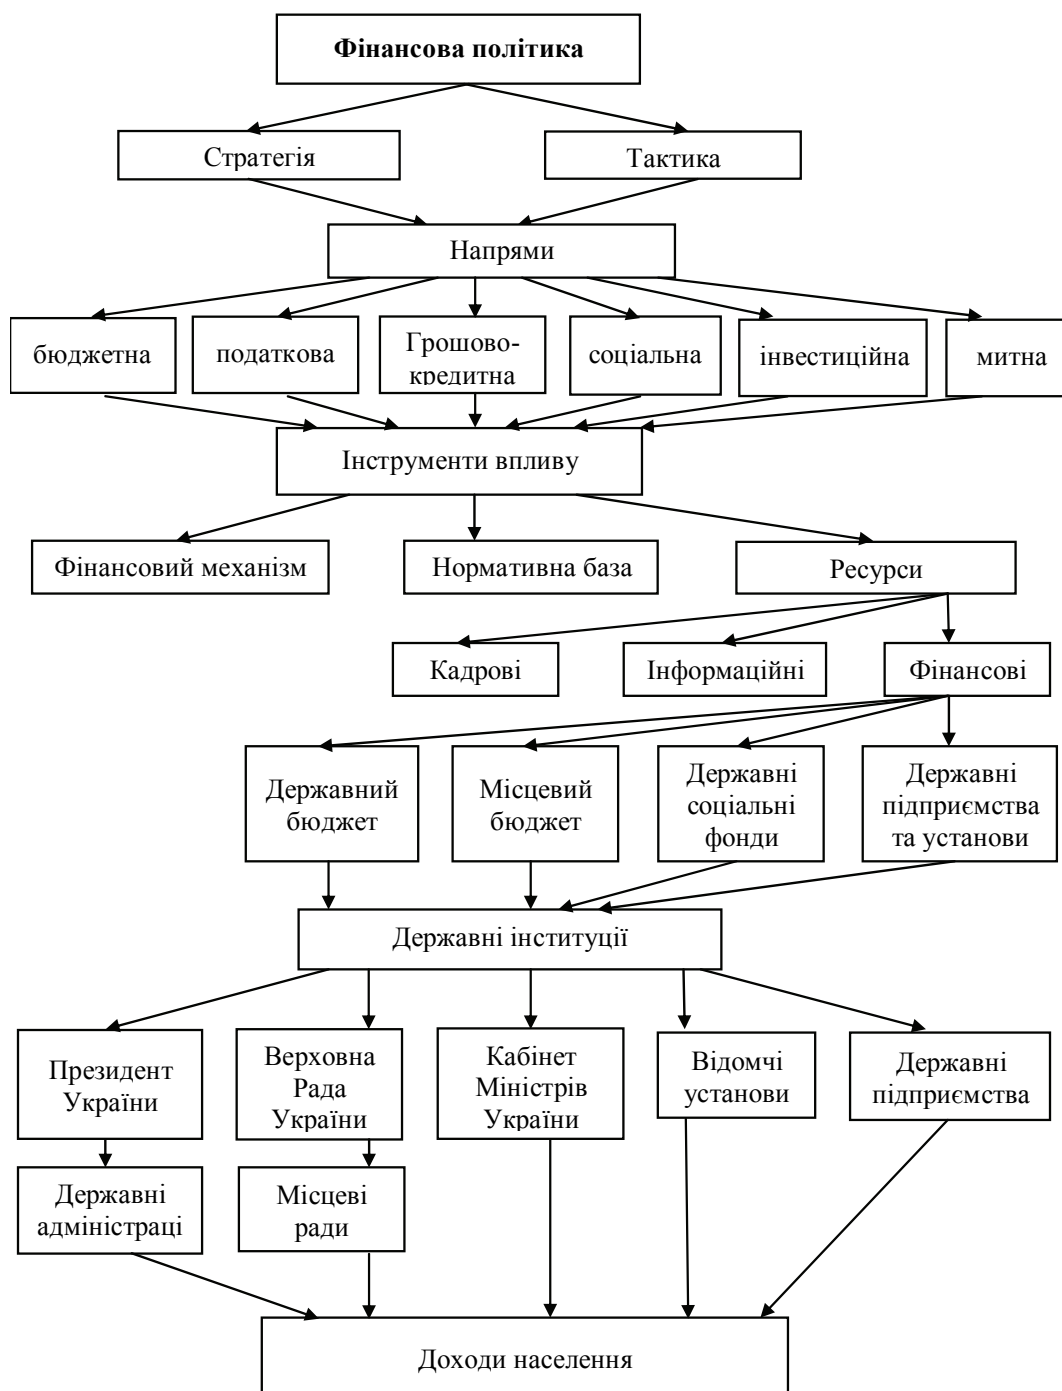 Фінансова політика
Стратегія
Тактика
Напрями
бюджетна
податкова
Грошово-
кредитна
соціальна
інвестиційна
митна
Інструменти впливу
Фінансовий механізм
Нормативна база
Ресурси
Кадрові
Інформаційні
Фінансові
Державний
бюджет
Місцевий
бюджет
Державні
соціальні
фонди
Державні
підприємства
та установи
Державні інституції
Президент
України
Верховна
Рада
України
Кабінет
Міністрів
України
Відомчі
установи
Державні
підприємства
Державні
адміністраці
Місцеві
ради
Доходи населення